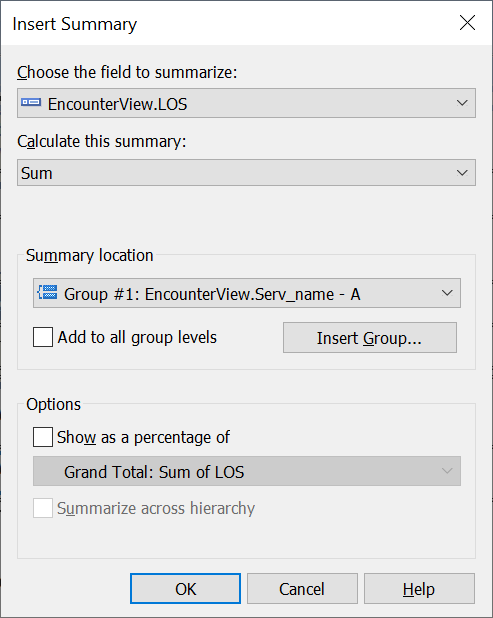 Insert Summary
Choose the field to summarize:
EncounterView.LOS
Calculate this summary:
Sum
Summary location
Group #1: EncounterView.Serv_name - A
Add to all group levels
Insert Group...
Options
Show as a percentage of
Grand Total: Sum of LOS
Summarize across hierarchy
OK
Cancel
Help